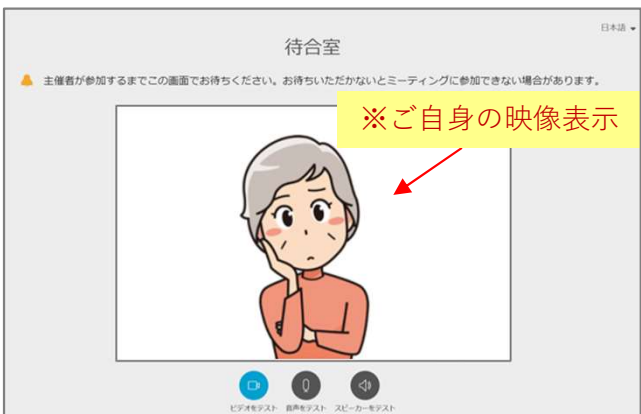 日本語
待合室
主催者が参加するまでこの画面でお待ちください。お待ちいただかないとミーティングに参加できない場合があります。
※ご自身の映像表示
ビデオをテスト 音声をテスト スピーカーをテスト